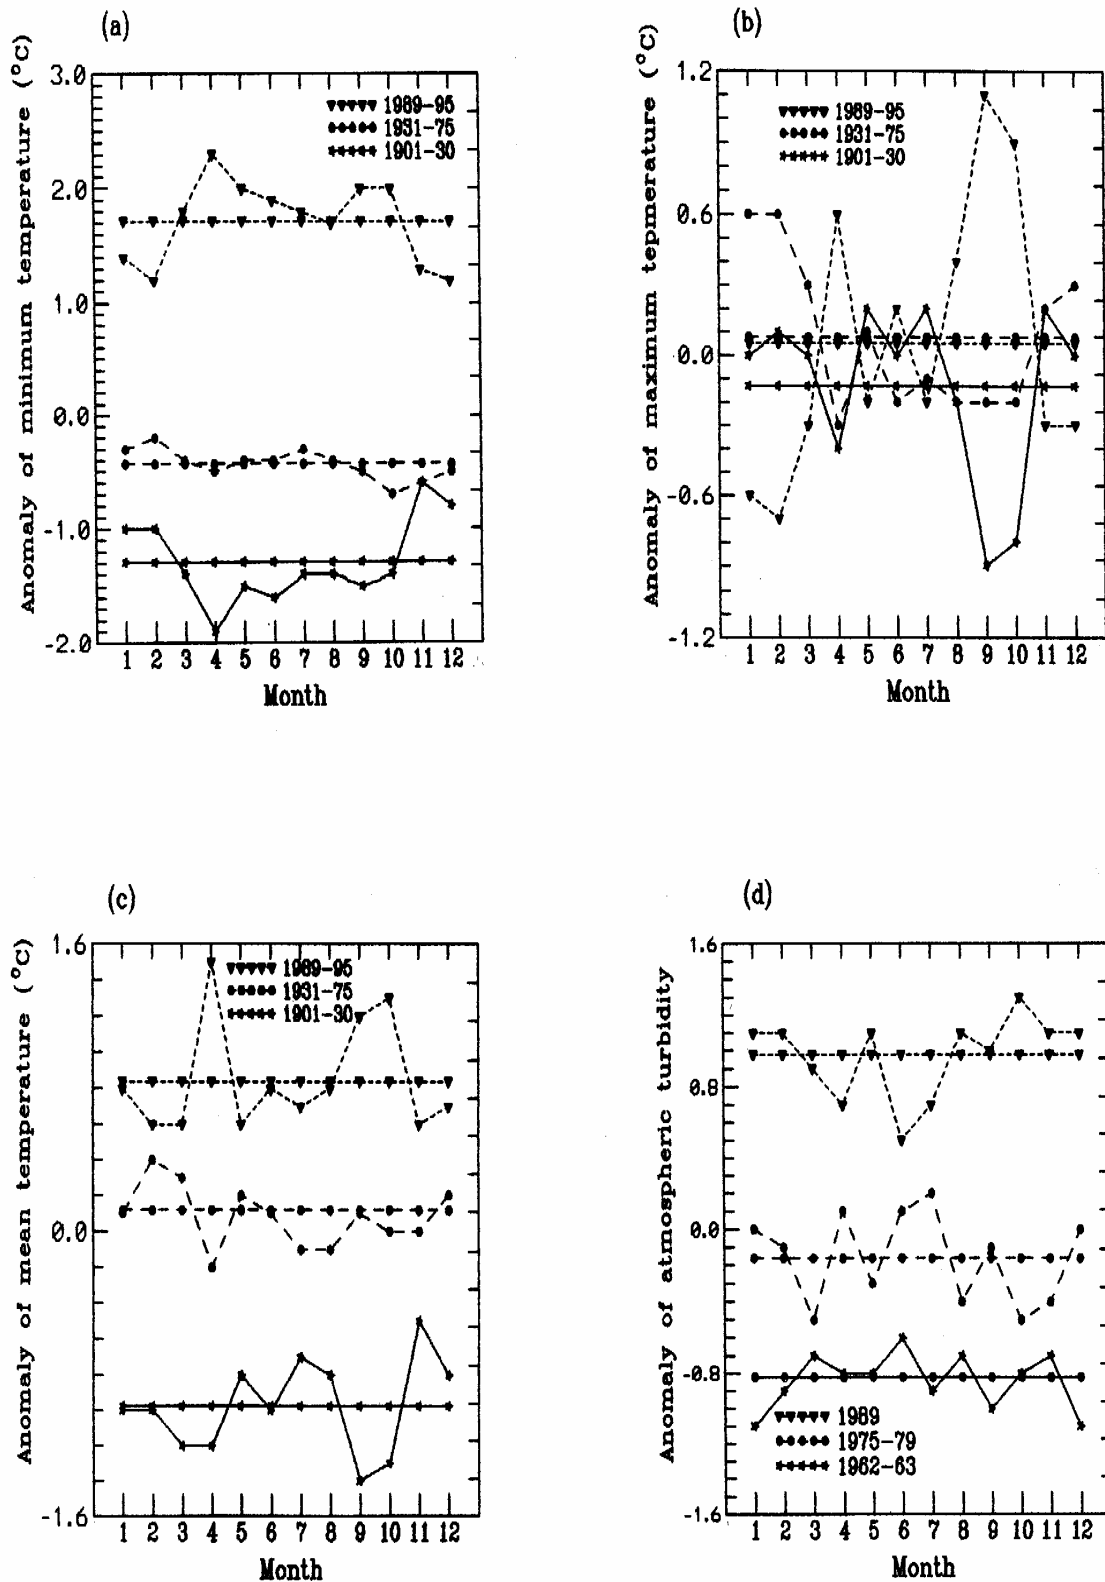 (a)
Anomaly of minimum temperature (°C)
3.0
2.0
1.0
0.0
-1.0
-2.0
1989-95
1931-75
1901-30
1 2 3 4 5 6 7 8 9 10 11 12
Month
(b)
Anomaly of maximum tepmerature (°C)
1.2
0.6
0.0
-0.6
-1.2
1989-95
1931-75
1901-30
1 2 3 4 5 6 7 8 9 10 11 12
Month
(c)
Anomaly of mean temperature (°C)
1.6
0.0
-1.6
1989-95
1931-75
1901-30
1 2 3 4 5 6 7 8 9 10 11 12
Month
(d)
Anomaly of atmospheric turbidity
1.6
0.8
0.0
-0.8
-1.6
1989
1975-79
1962-63
1 2 3 4 5 6 7 8 9 10 11 12
Month